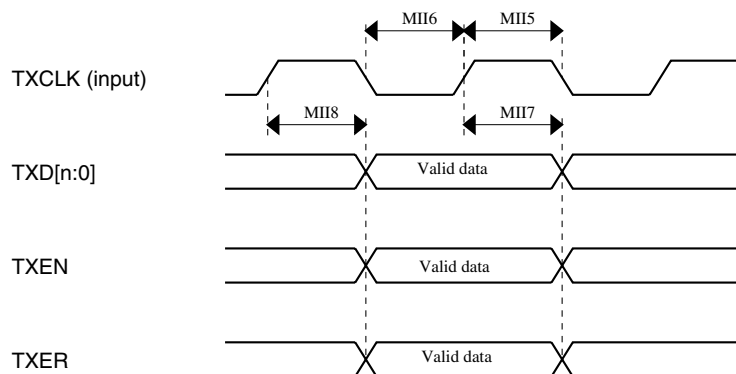 MII6 MII5
TXCLK (input)
MII8 MII7
TXD[n:0] Valid data
TXEN Valid data
TXER Valid data